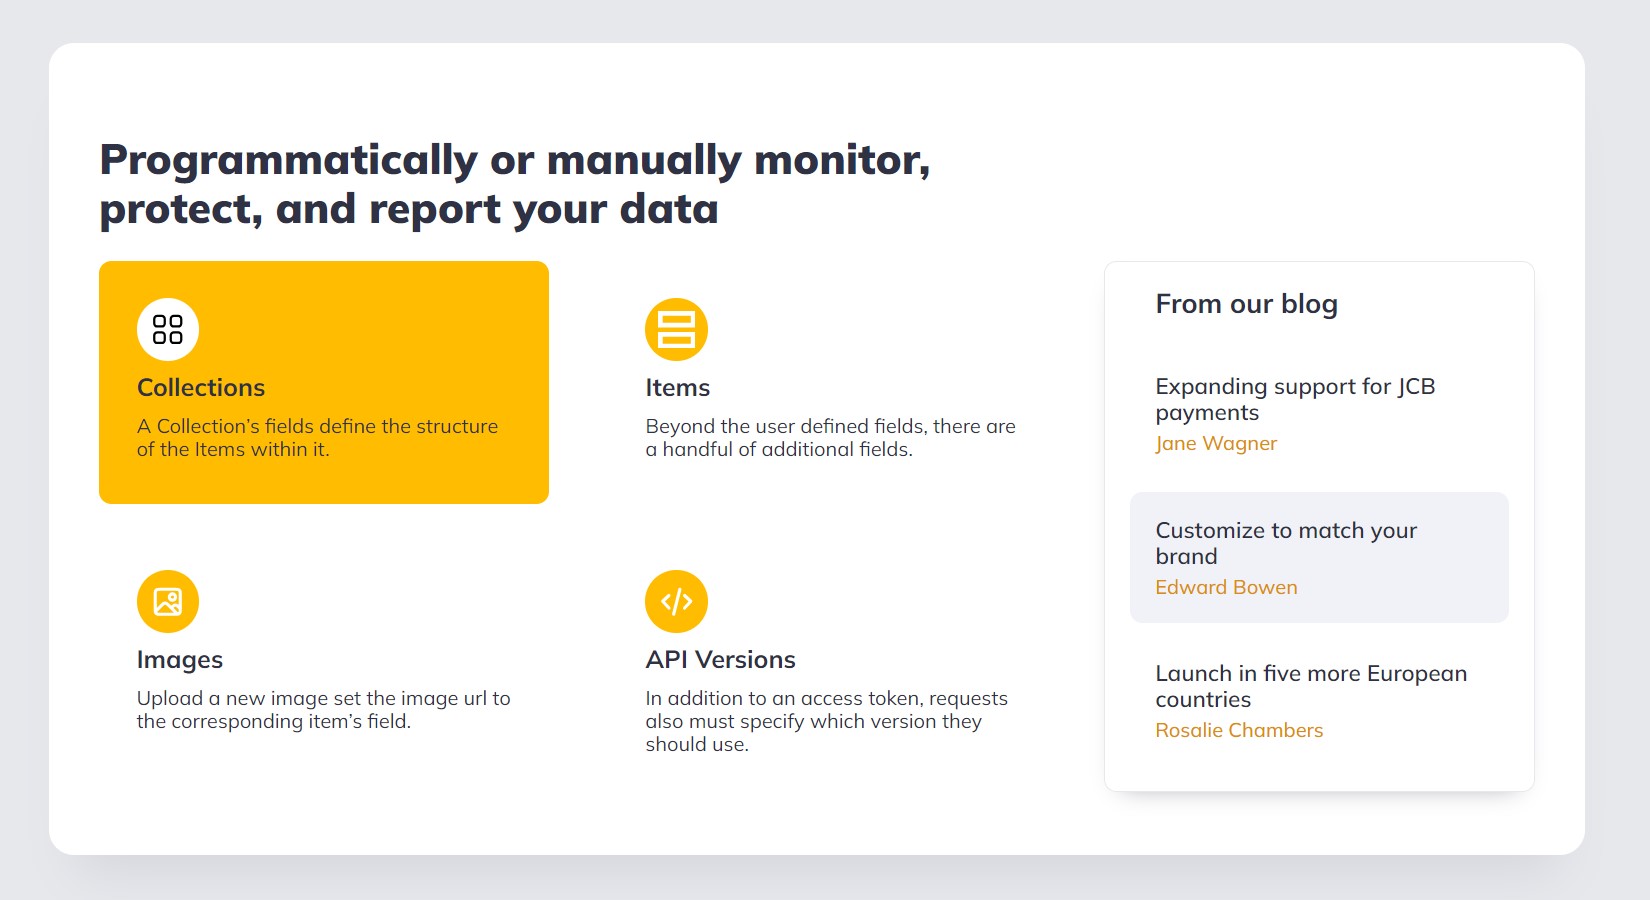 Programmatically or manually monitor,
protect, and report your data
Collections
A Collection’s fields define the structure
of the Items within it.
Items
Beyond the user defined fields, there are
a handful of additional fields.
Images
Upload a new image set the image url to
the corresponding item’s field.
API Versions
In addition to an access token, requests
also must specify which version they
should use.
From our blog
Expanding support for JCB
payments
Jane Wagner
Customize to match your
brand
Edward Bowen
Launch in five more European
countries
Rosalie Chambers